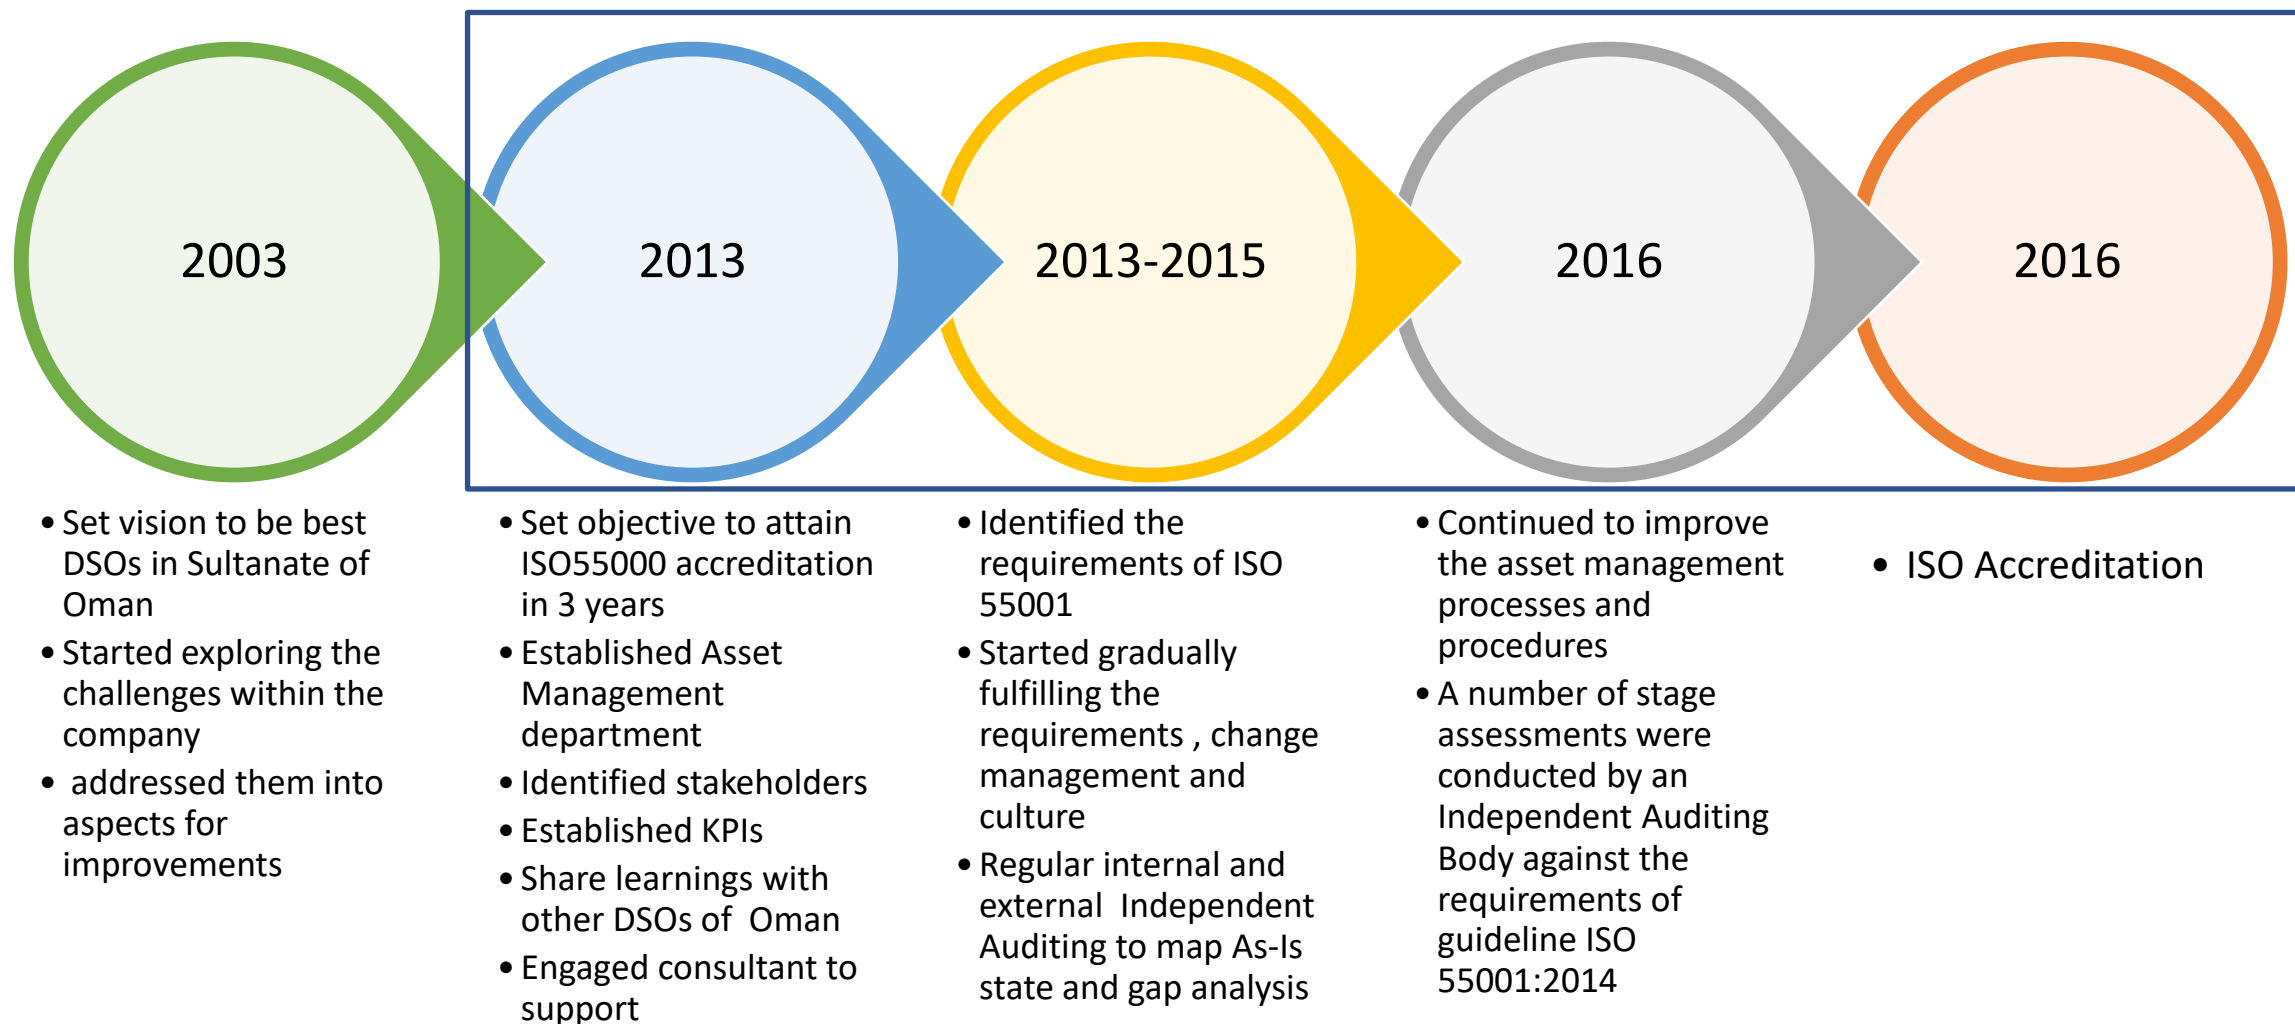 2003
2013
2013-2015
2016
2016
• Set vision to be best
DSOs in Sultanate of
Oman
• Started exploring the
challenges within the
company
• addressed them into
aspects for
improvements
• Set objective to attain
ISO55000 accreditation
in 3 years
• Established Asset
Management
department
• Identified stakeholders
• Established KPIs
• Share learnings with
other DSOs of Oman
• Engaged consultant to
support
• Identified the
requirements of ISO
55001
• Started gradually
fulfilling the
requirements , change
management and
culture
• Regular internal and
external Independent
Auditing to map As-Is
state and gap analysis
• Continued to improve
the asset management
processes and
procedures
• A number of stage
assessments were
conducted by an
Independent Auditing
Body against the
requirements of
guideline ISO
55001:2014
• ISO Accreditation